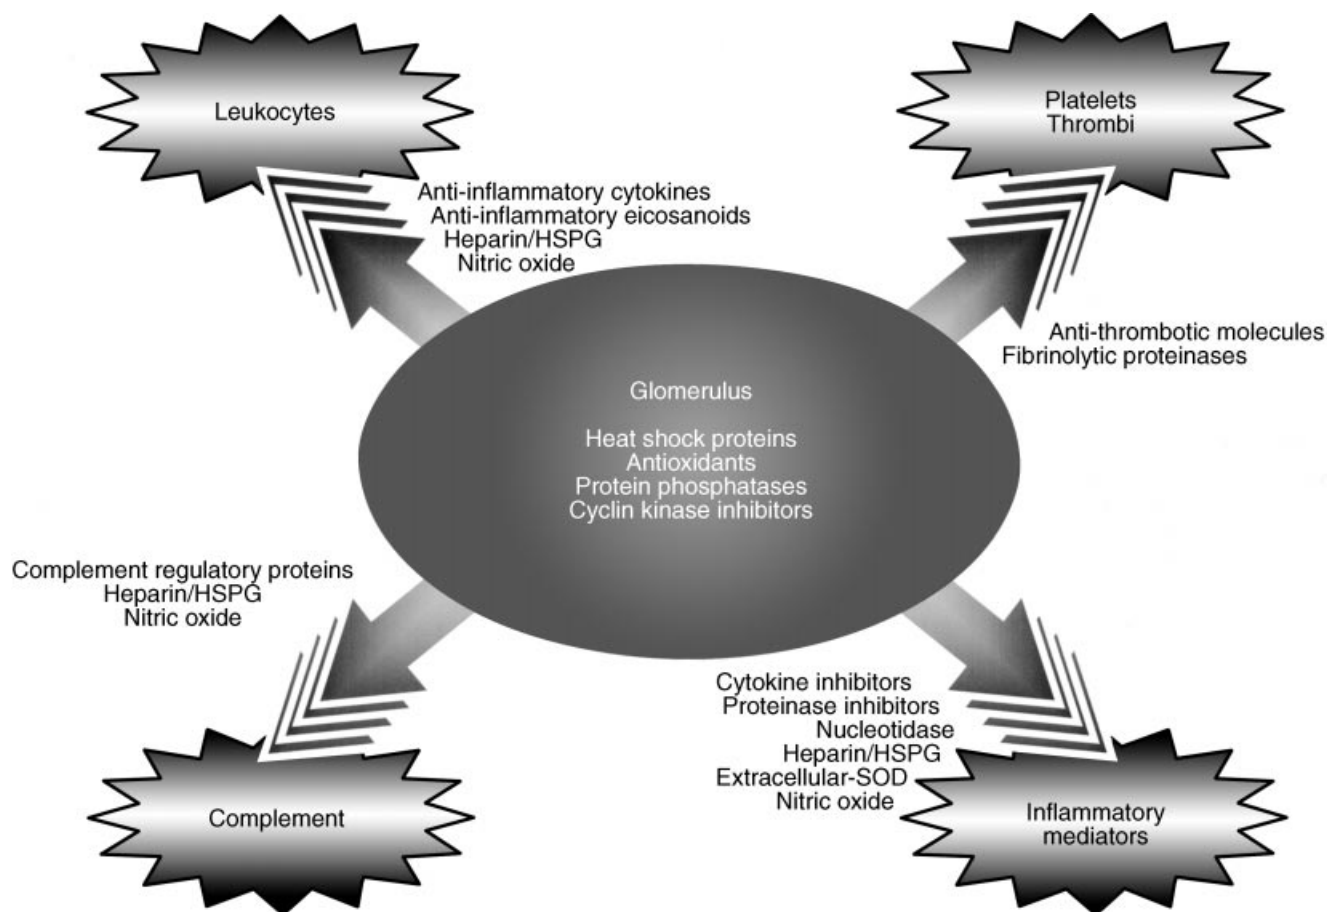 Leukocytes
Platelets
Thrombi
Anti-inflammatory cytokines
Anti-inflammatory eicosanoids
Heparin/HSPG
Nitric oxide
Anti-thrombotic molecules
Fibrinolytic proteinases
Glomerulus
Heat shock proteins
Antioxidants
Protein phosphatases
Cyclin kinase inhibitors
Complement regulatory proteins
Heparin/HSPG
Nitric oxide
Cytokine inhibitors
Proteinase inhibitors
Nucleotidase
Heparin/HSPG
Extracellular-SOD
Nitric oxide
Complement
Inflammatory
mediators